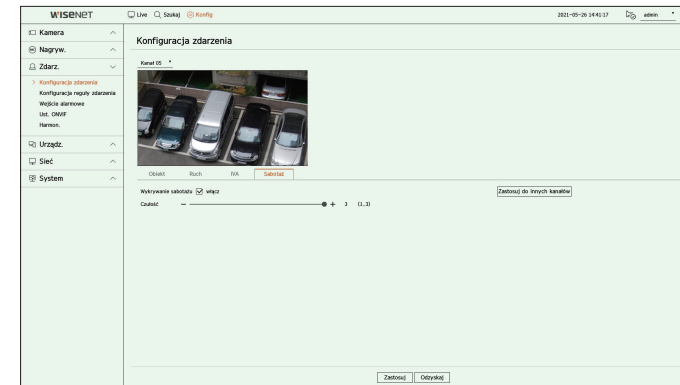 WISENET
Live Szukaj Konfig 2021-05-26 14:41:17 admin
Kamera
Nagryw.
Zdarz.
Konfiguracja zdarzenia
Konfiguracja reguły zdarzenia
Wejście alarmowe
Ust. ONVIF
Harmon.
Urządz.
Sieć
System
Konfiguracja zdarzenia
Kanał 05
Obiekt Ruch IVA Sabotaż
Wykrywanie sabotażu włącz Zastosuj do innych kanałów
Czułość 3 (1..3)
Zastosuj Odzyskaj